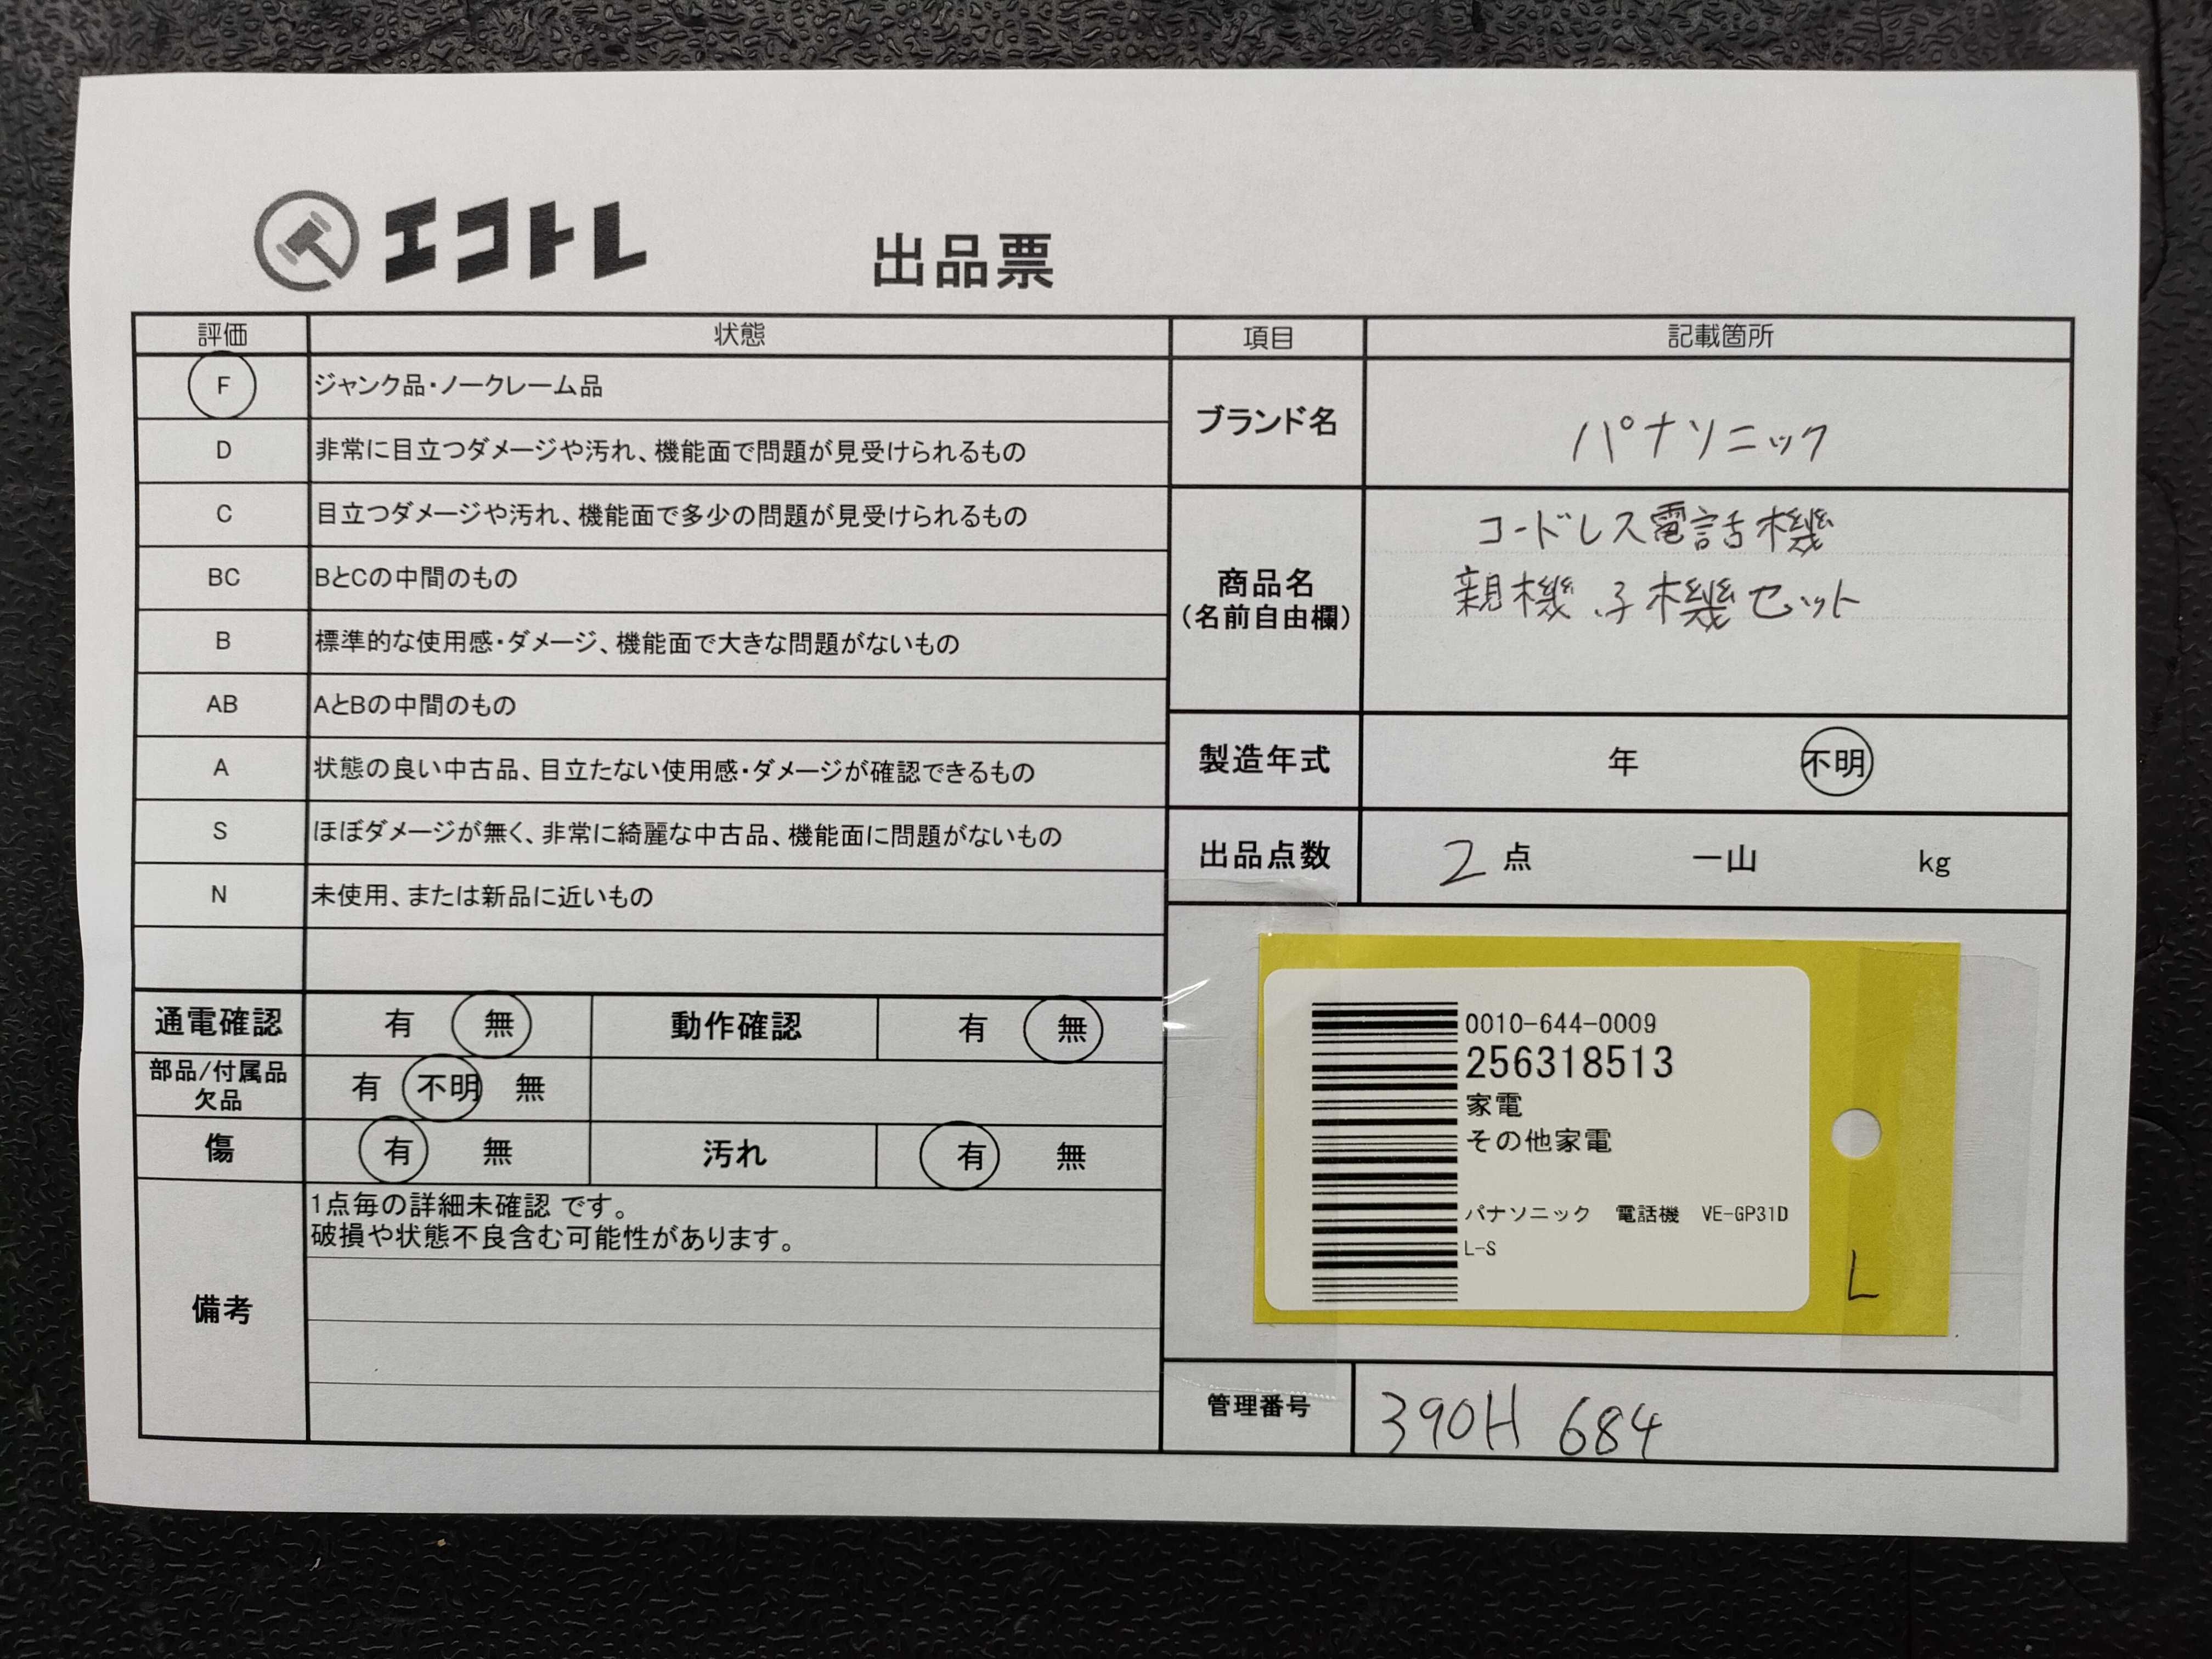 エコトレ
出品票
評価 状態
F ジャンク品・ノークレーム品
D 非常に目立つダメージや汚れ、機能面で問題が見受けられるもの
C 目立つダメージや汚れ、機能面で多少の問題が見受けられるもの
BC BとCの中間のもの
B 標準的な使用感・ダメージ、機能面で大きな問題がないもの
AB AとBの中間のもの
A 状態の良い中古品、目立たない使用感・ダメージが確認できるもの
S ほぼダメージが無く、非常に綺麗な中古品、機能面に問題がないもの
N 未使用、または新品に近いもの
通電確認 有 無 動作確認 有 無
部品/付属品
欠品
有 不明 無
傷 有 無 汚れ 有 無
備考
1点毎の詳細未確認 です。
破損や状態不良含む可能性があります。
項目 記載箇所
ブランド名 パナソニック
商品名
(名前自由欄)
コードレス電話機
親機.子機セット
製造年式 年 不明
出品点数 2 点 一山 kg
0010-644-0009
256318513
家電
その他家電
パナソニック 電話機 VE-GP31D
L-S
L
管理番号 390H 684